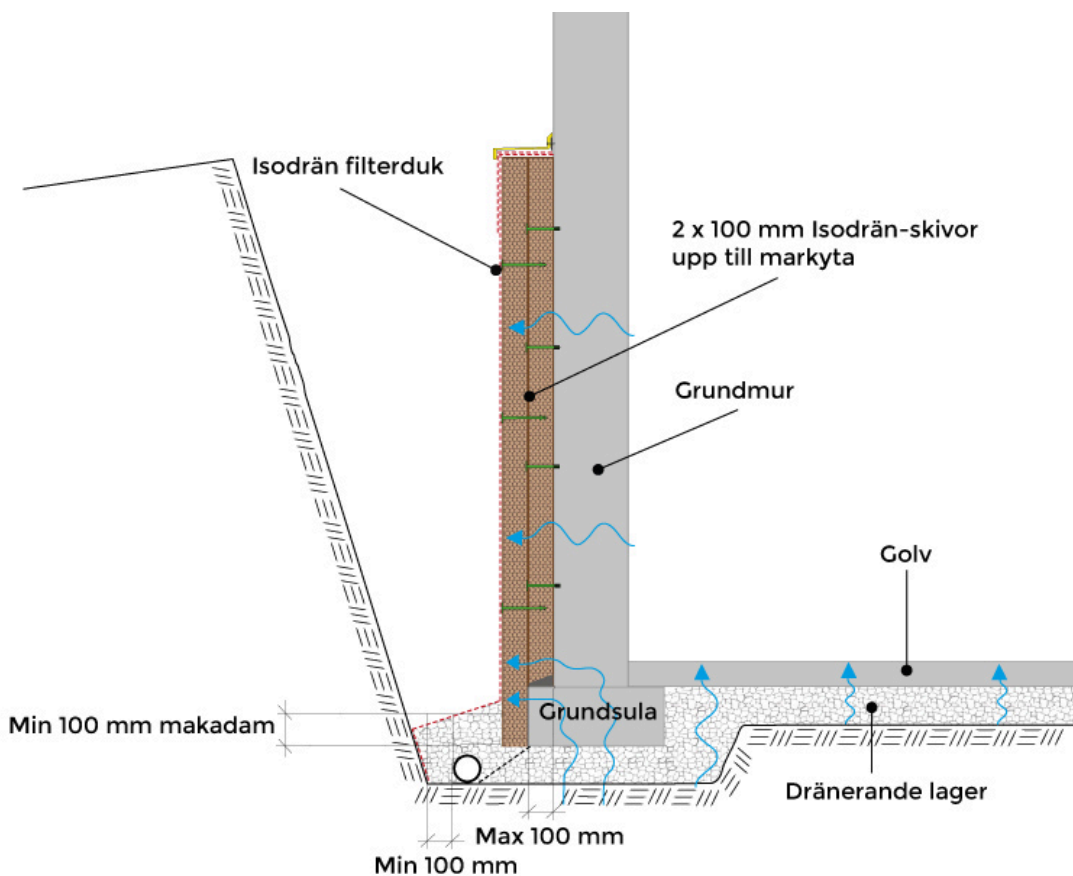 Isodrän filterduk
2 x 100 mm Isodrän-skivor
upp till markyta
Grundmur
Golv
Grundsula
Min 100 mm makadam
Dränerande lager
Max 100 mm
Min 100 mm